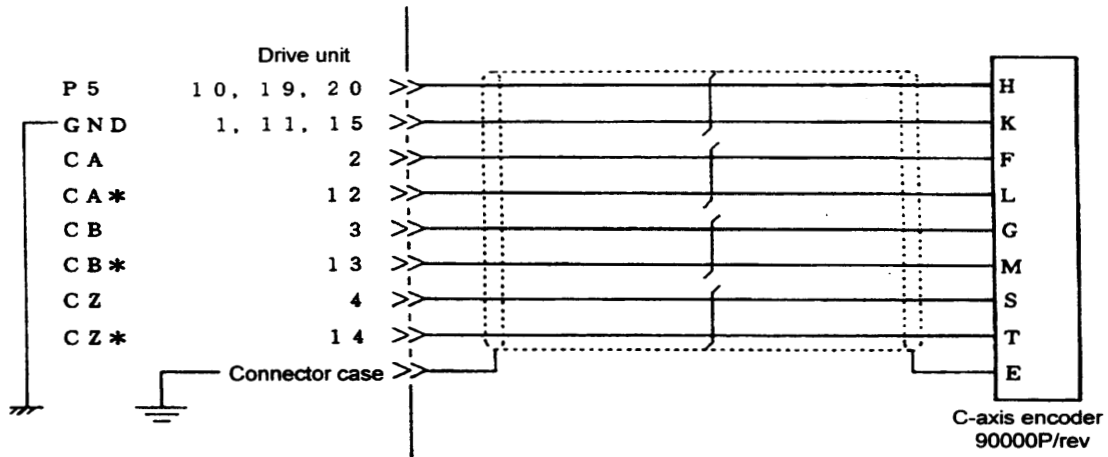 Drive unit
P5 10, 19, 20 H
GND 1, 11, 15 K
CA 2 F
CA* 12 L
CB 3 G
CB* 13 M
CZ 4 S
CZ* 14 T
Connector case E
C-axis encoder
90000P/rev